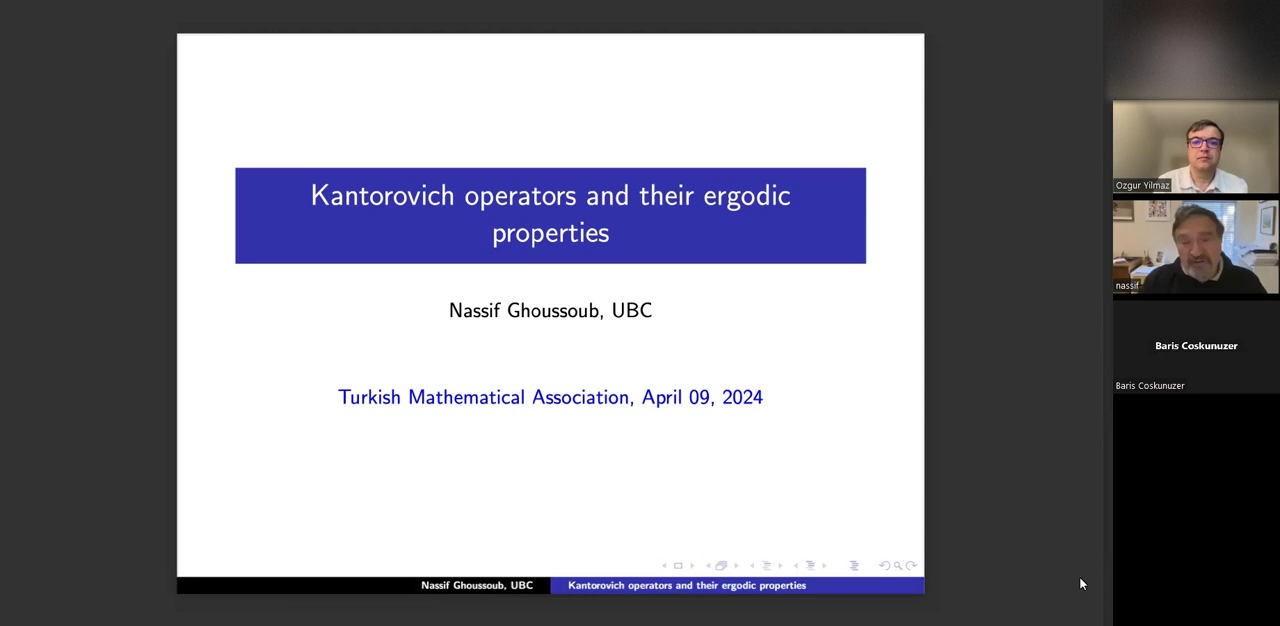 Kantorovich operators and their ergodic
properties
Nassif Ghoussoub, UBC
Turkish Mathematical Association, April 09, 2024
Nassif Ghoussoub, UBC
Kantorovich operators and their ergodic properties
Ozgur Yilmaz
nassif
Baris Coskunuzer
Baris Coskunuzer